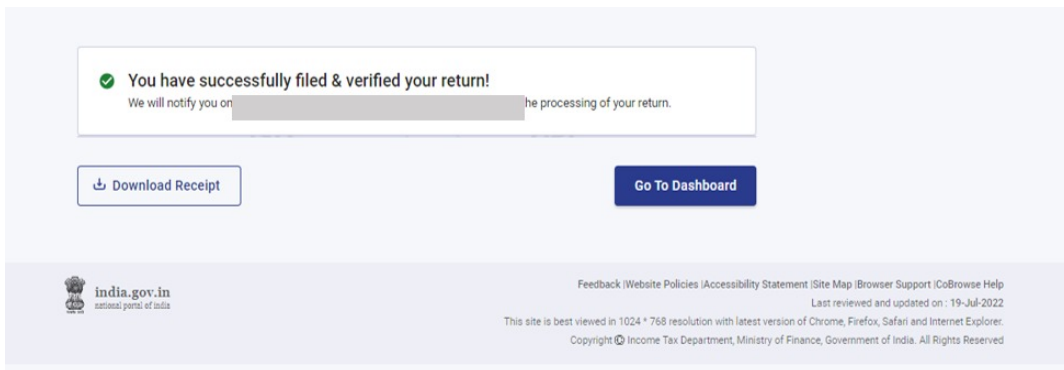 You have successfully filed & verified your return!
We will notify you on he processing of your return.
Download Receipt
Go To Dashboard
india.gov.in
national portal of india
Feedback |Website Policies |Accessibility Statement |Site Map |Browser Support |CoBrowse Help
Last reviewed and updated on : 19-Jul-2022
This site is best viewed in 1024 * 768 resolution with latest version of Chrome, Firefox, Safari and Internet Explorer.
Copyright © Income Tax Department, Ministry of Finance, Government of India. All Rights Reserved